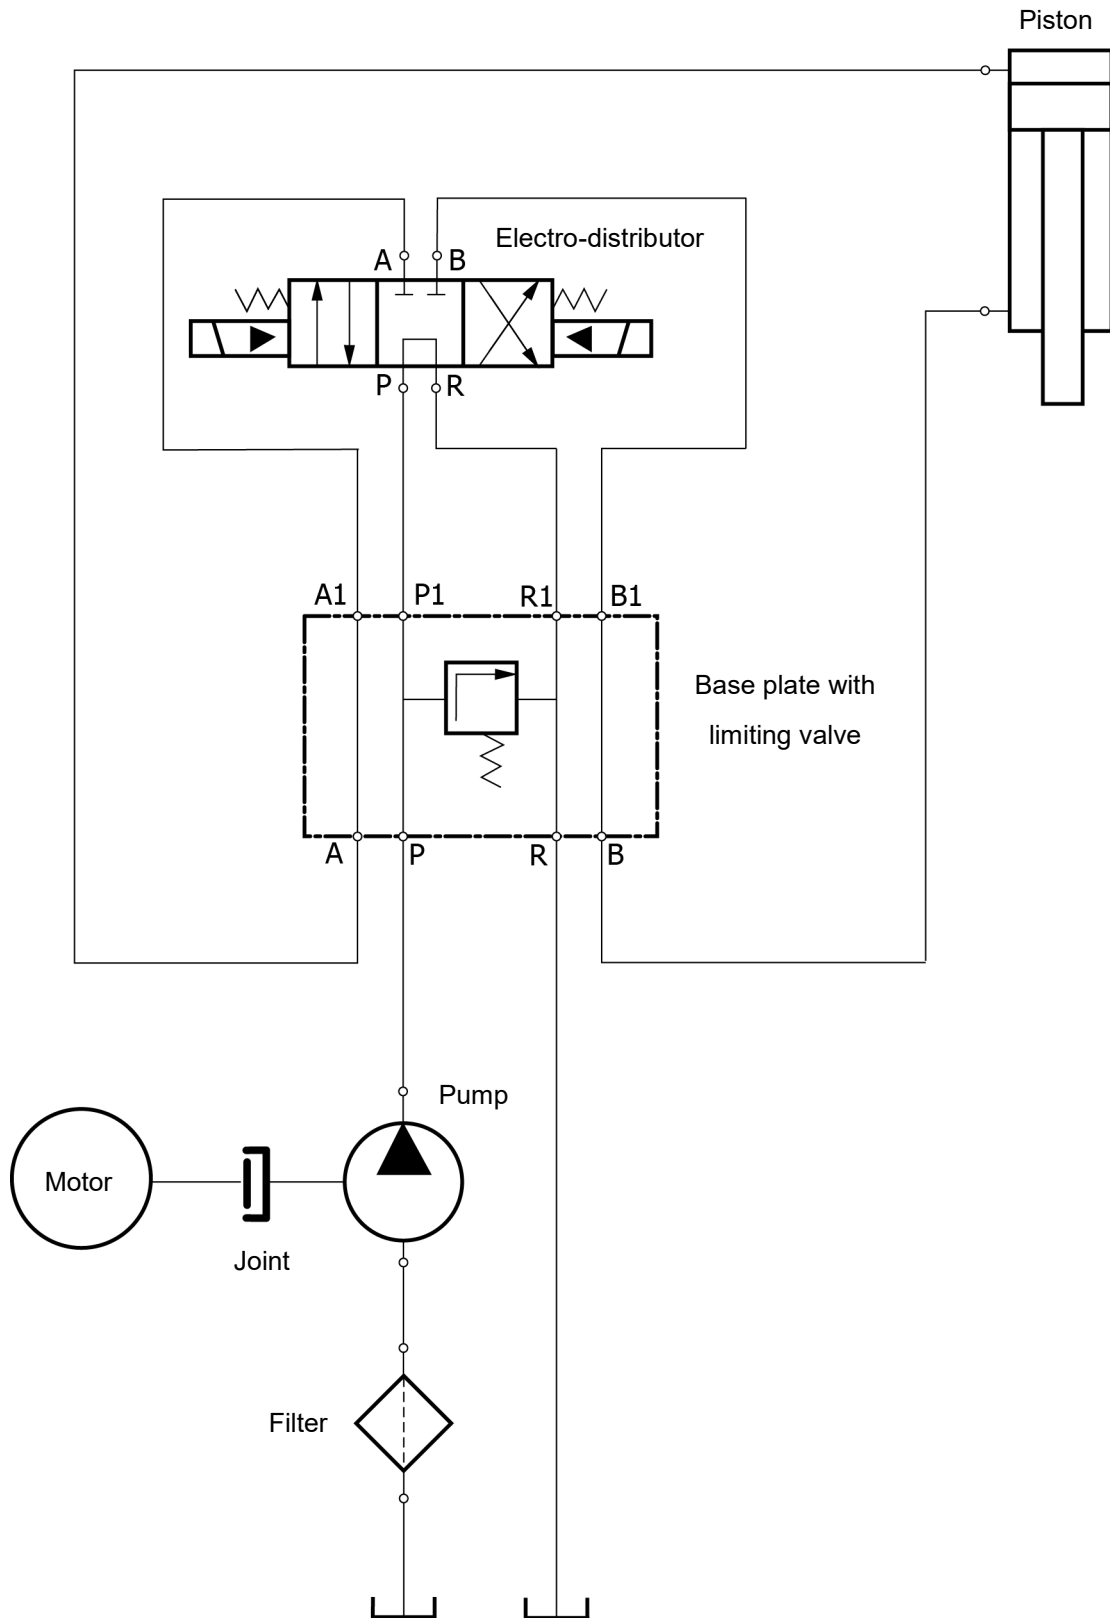 Piston
Electro-distributor
A B
P R
A1 P1 R1 B1
Base plate with
limiting valve
A P R B
Pump
Motor
Joint
Filter